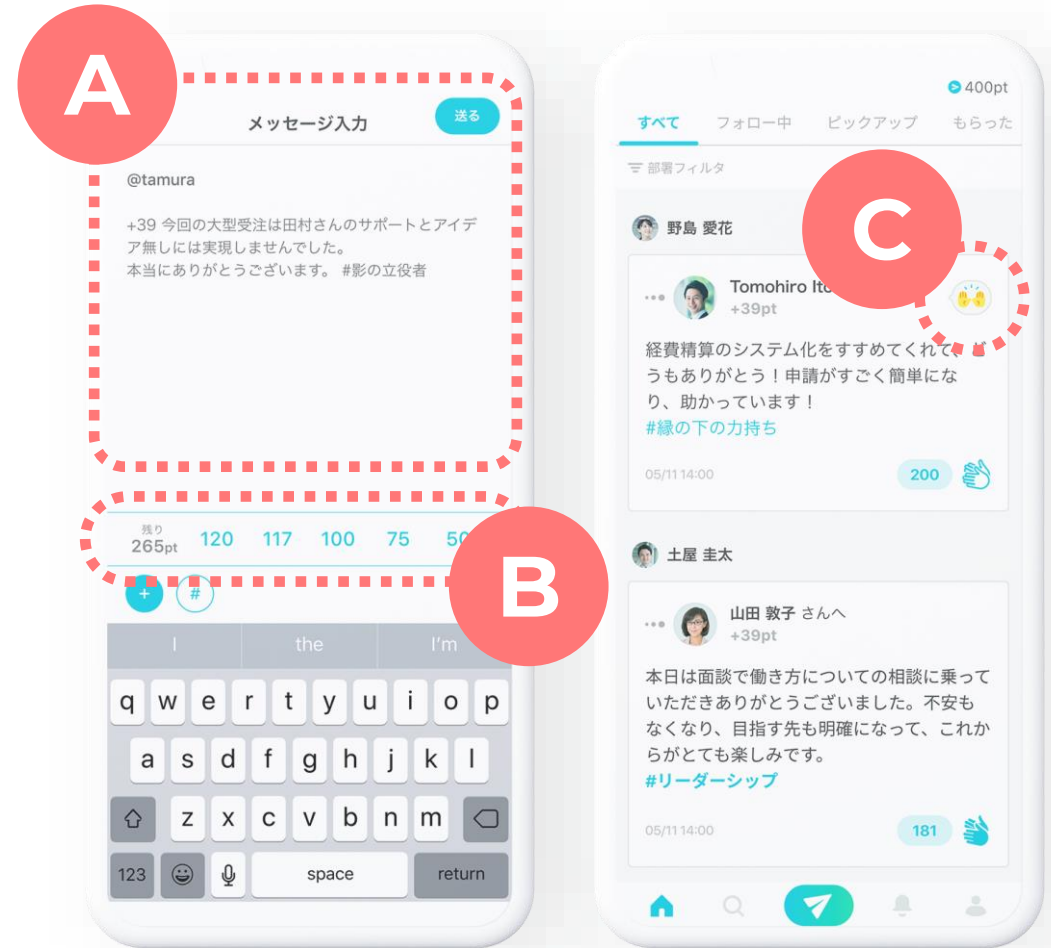 A
メッセージ入力
送る
@tamura
+39 今回の大型受注は田村さんのサポートとアイデ
ア無しには実現しませんでした。
本当にありがとうございます。 #影の立役者
残り
265pt
120
117
100
75
B
+
#
I
the
I'm
q w e r t y u i o p
a s d f g h j k l
z x c v b n m
123
space
return
400pt
すべて
フォロー中
ピックアップ
もらった
部署フィルタ
C
野島 愛花
Tomohiro
+39pt
経費精算のシステム化をすすめてくれて、ど
うもありがとう！申請がすごく簡単にな
り、助かっています！
#縁の下の力持ち
05/11 14:00
200
土屋 圭太
山田 敦子 さんへ
+39pt
本日は面談で働き方についての相談に乗って
いただきありがとうございました。不安も
なくなり、目指す先も明確になって、これか
らがとても楽しみです。
#リーダーシップ
05/11 14:00
181